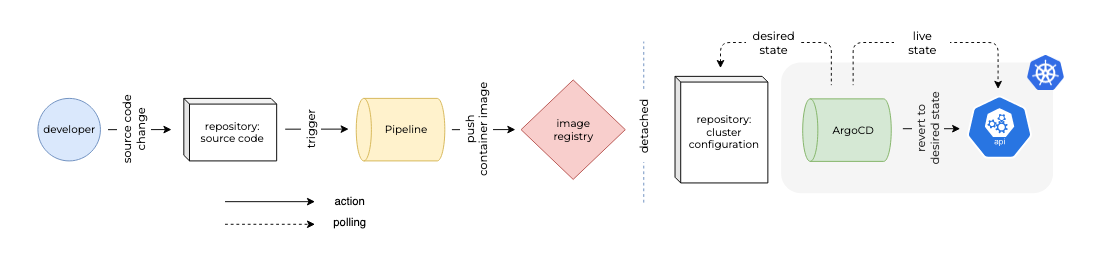 developer
source code
change
repository:
source code
trigger
Pipeline
push
container image
image
registry
detached
desired
state
live
state
repository:
cluster
configuration
ArgoCD
revert to
desired state
api
action
polling